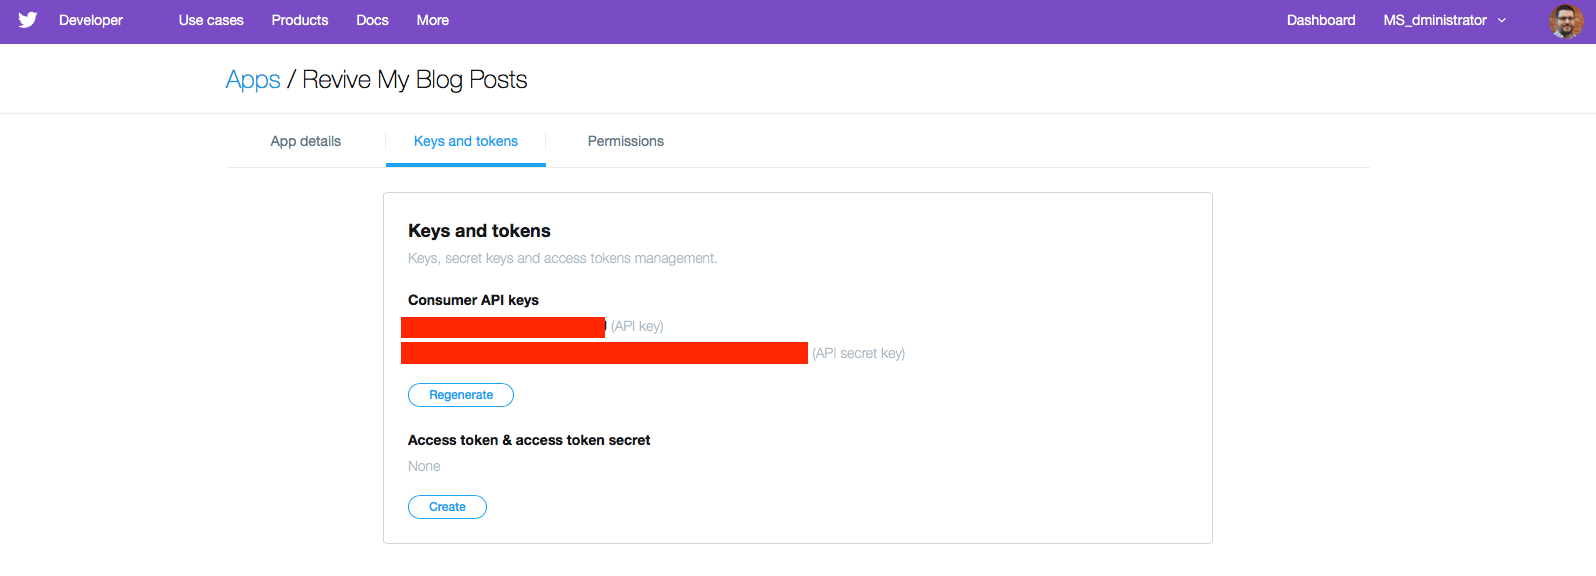 Developer Use cases Products Docs More Dashboard MS_dministrator
Apps / Revive My Blog Posts
App details Keys and tokens Permissions
Keys and tokens
Keys, secret keys and access tokens management.
Consumer API keys
(API key)
(API secret key)
Regenerate
Access token & access token secret
None
Create